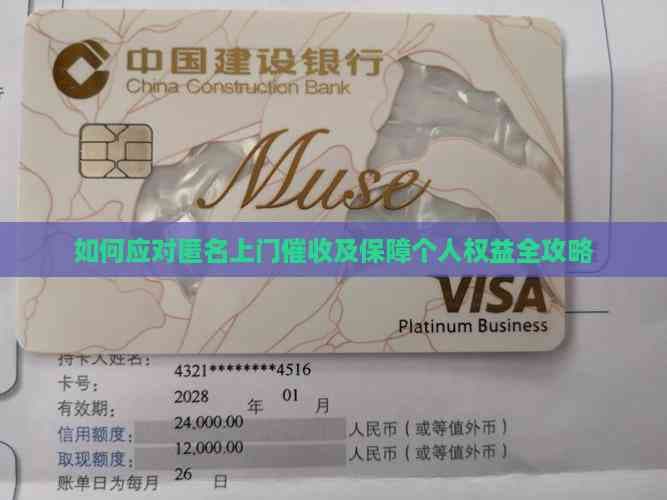 中国建设银行
China Construction Bank
Muse
如何应对匿名上门催收及保障个人权益全攻略
VISA
Platinum Business
持卡人姓名:
卡号: 4321********4516
有效期: 2028 年 01 月
信用额度: 24,000.00 人民币(或等值外币)
取现额度: 12,000.00 人民币(或等值外币)
账单日为每月 26 日